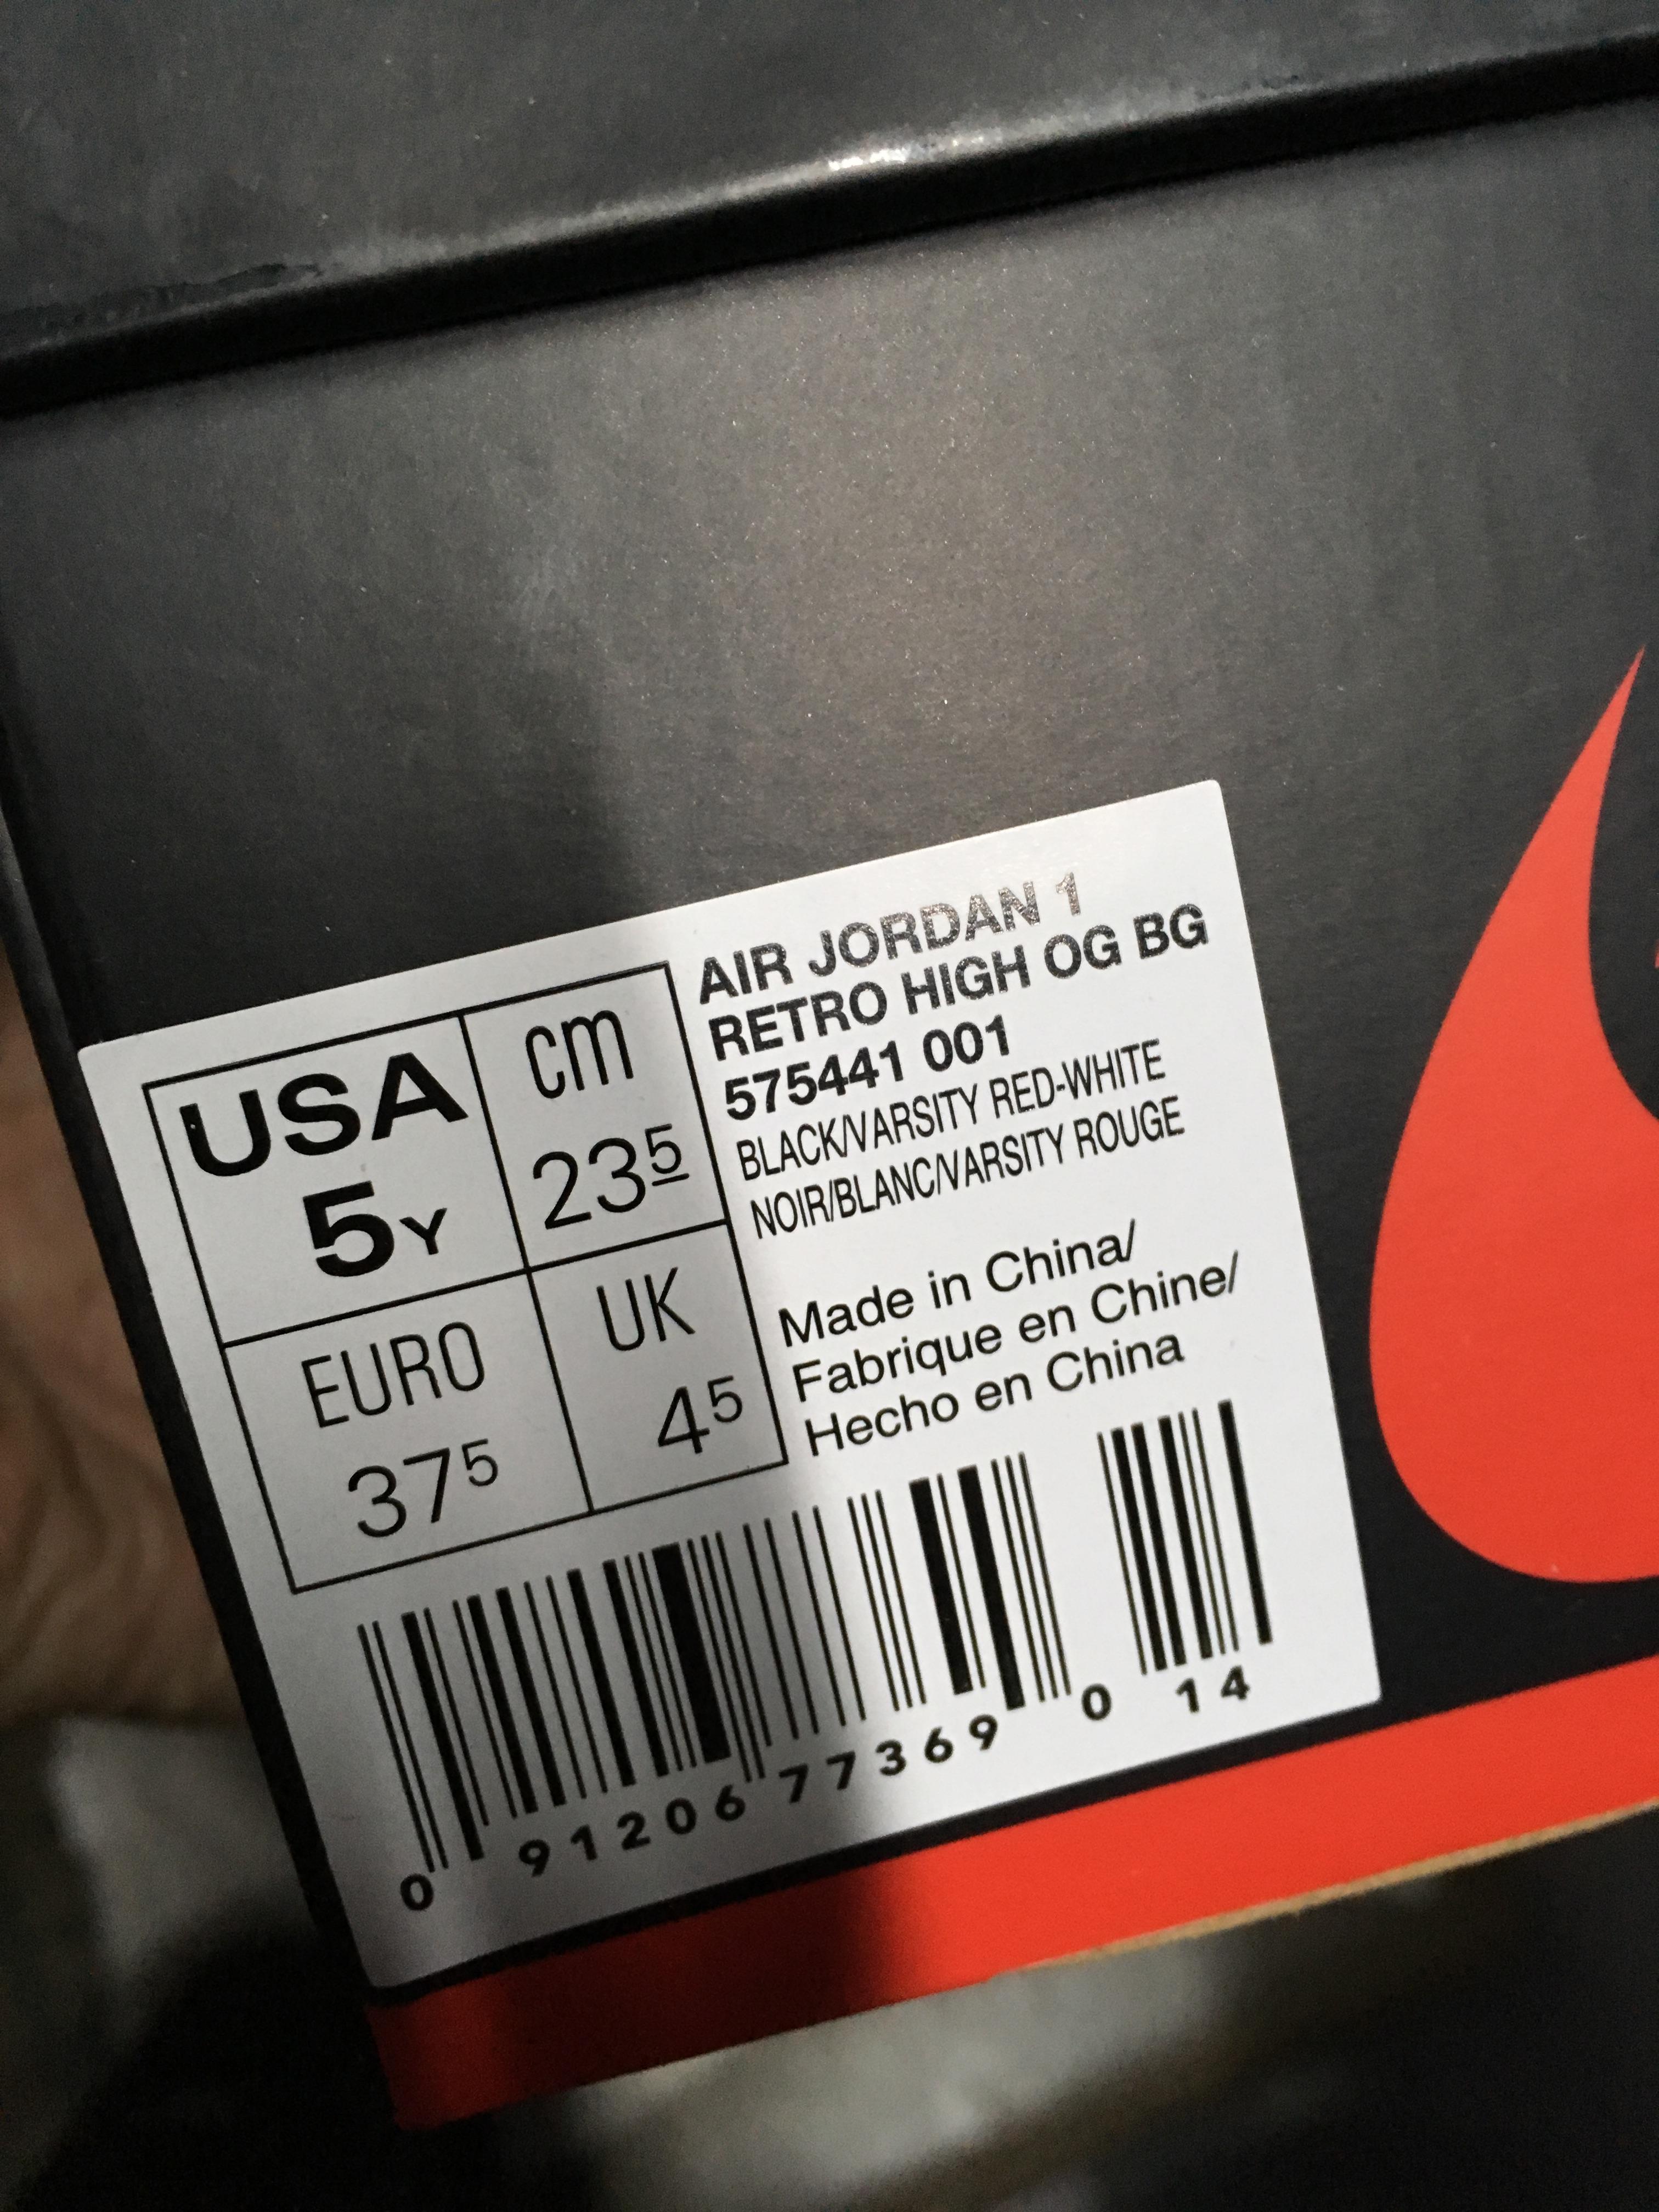 AIR JORDAN 1
RETRO HIGH OG BG
575441 001
BLACK/VARSITY RED-WHITE
NOIR/BLANC/VARSITY ROUGE
USA
5Y
cm
23 5
EURO
37 5
UK
4 5
Made in China/
Fabrique en Chine/
Hecho en China
0 91206 77369 0 14